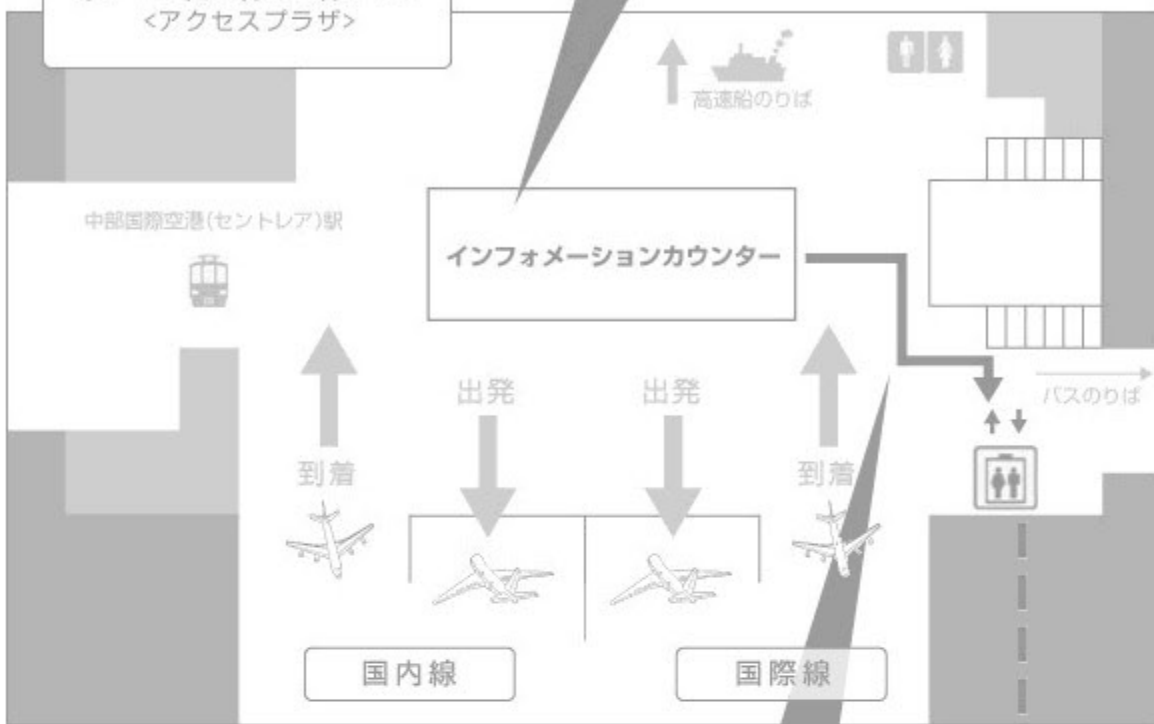 <アクセスプラザ>
高速船のりば
中部国際空港(セントレア)駅
インフォメーションカウンター
バスのりば
出発
出発
到着
到着
国内線
国際線